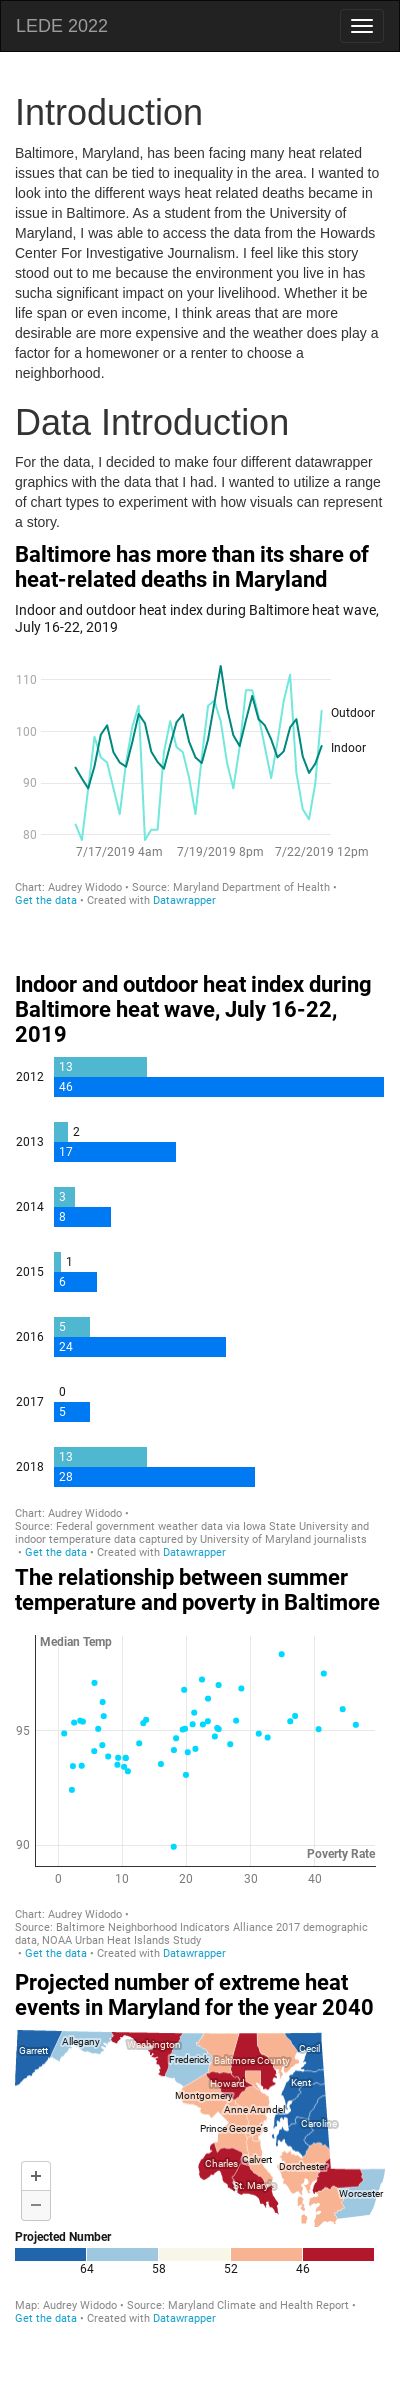 LEDE 2022
Introduction
Baltimore, Maryland, has been facing many heat related
issues that can be tied to inequality in the area. I wanted to
look into the different ways heat related deaths became in
issue in Baltimore. As a student from the University of
Maryland, I was able to access the data from the Howards
Center For Investigative Journalism. I feel like this story
stood out to me because the environment you live in has
sucha significant impact on your livelihood. Whether it be
life span or even income, I think areas that are more
desirable are more expensive and the weather does play a
factor for a homewoner or a renter to choose a
neighborhood.
Data Introduction
For the data, I decided to make four different datawrapper
graphics with the data that I had. I wanted to utilize a range
of chart types to experiment with how visuals can represent
a story.
Baltimore has more than its share of
heat-related deaths in Maryland
Indoor and outdoor heat index during Baltimore heat wave,
July 16-22, 2019
110
Outdoor
100
Indoor
90
80
7/17/2019 4am 7/19/2019 8pm 7/22/2019 12pm
Chart: Audrey Widodo • Source: Maryland Department of Health •
Get the data • Created with Datawrapper
Indoor and outdoor heat index during
Baltimore heat wave, July 16-22,
2019
13
2012
46
2
2013
17
3
2014
8
1
2015
6
5
2016
24
0
2017
5
13
2018
28
Chart: Audrey Widodo •
Source: Federal government weather data via Iowa State University and
indoor temperature data captured by University of Maryland journalists
• Get the data • Created with Datawrapper
The relationship between summer
temperature and poverty in Baltimore
Median Temp
95
90
Poverty Rate
0 10 20 30 40
Chart: Audrey Widodo •
Source: Baltimore Neighborhood Indicators Alliance 2017 demographic
data, NOAA Urban Heat Islands Study
• Get the data • Created with Datawrapper
Projected number of extreme heat
events in Maryland for the year 2040
Garrett Allegany Washington Cecil
Frederick Baltimore County
Howard Kent
Montgomery
Anne Arundel
Prince George's Caroline
Charles Calvert Dorchester
St. Mary's Worcester
+
−
Projected Number
64 58 52 46
Map: Audrey Widodo • Source: Maryland Climate and Health Report •
Get the data • Created with Datawrapper